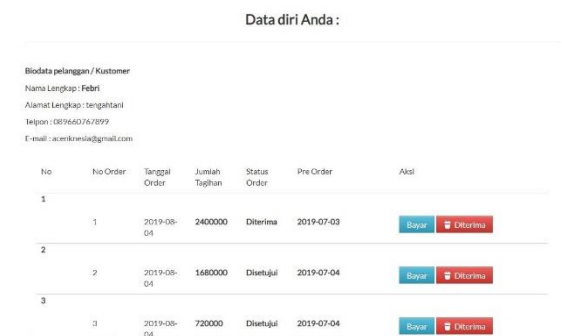 Data diri Anda :
Biodata pelanggan / Kustomer
Nama Lengkap : Febri
Alamat Lengkap : tengahtani
Telpon : 089660767899
E-mail : acenknesia@gmail.com
No No Order Tanggal Order Jumlah Tagihan Status Order Pre Order Aksi
1
1 2019-08-04 2400000 Diterima 2019-07-03 Bayar Diterima
2
2 2019-08-04 1680000 Disetujui 2019-07-04 Bayar Diterima
3
3 2019-08-04 720000 Disetujui 2019-07-04 Bayar Diterima